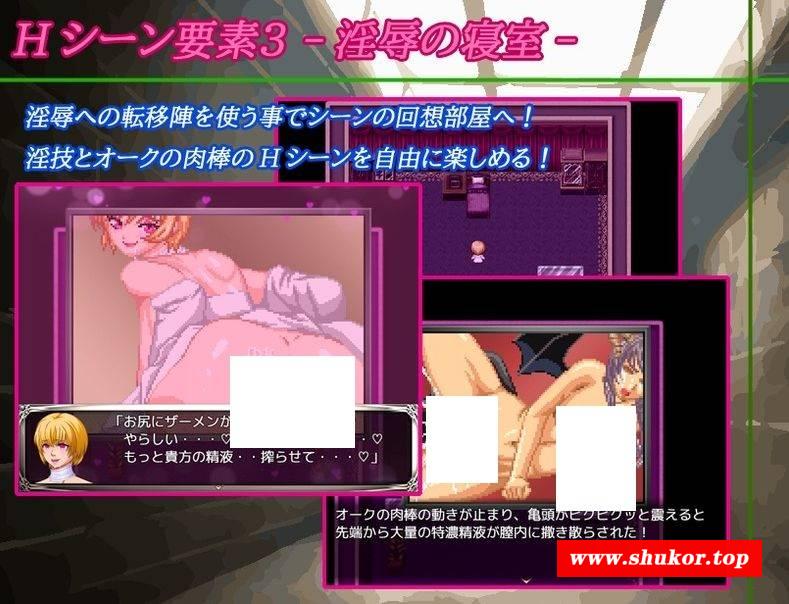 Hシーン要素3 – 淫辱の寝室 –
淫辱への転移陣を使う事でシーンの回想部屋へ！
淫技とオークの肉棒のHシーンを自由に楽しめる！
「お尻にザーメンが
やらしい・・・♡ ・♡
もっと貴方の精液・・搾らせて・・・♡」
オークの肉棒の動きが止まり、亀頭がビクビクッと震えると
先端から大量の特濃精液が膣内に撒き散らされた！
www.shukor.top